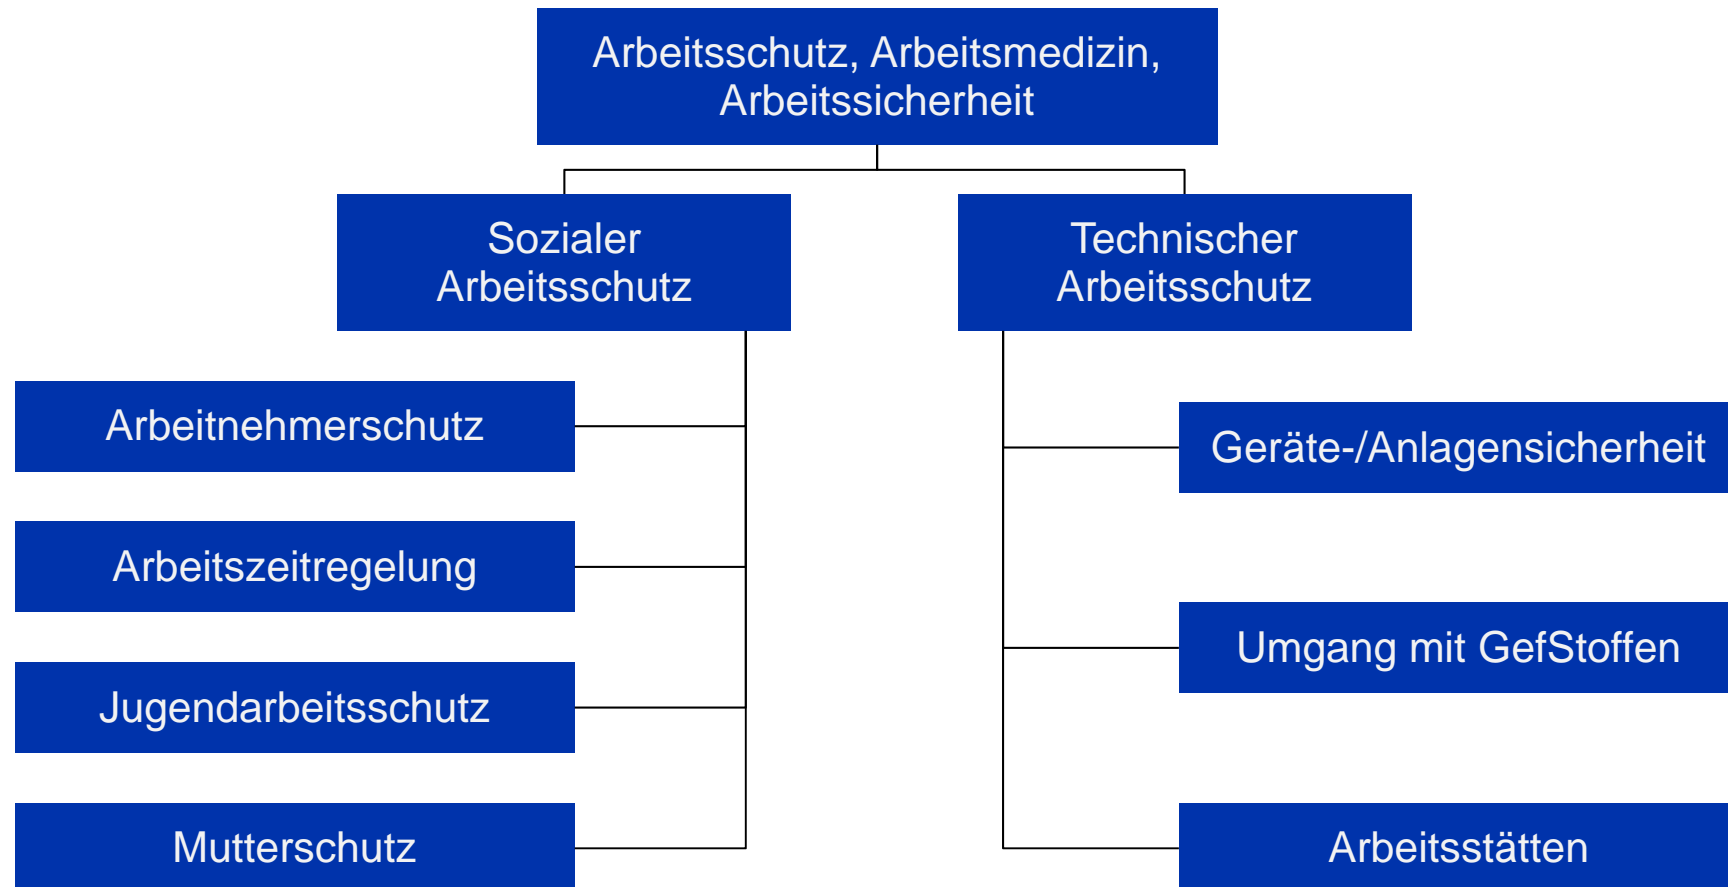 Arbeitsschutz, Arbeitsmedizin,
Arbeitssicherheit
Sozialer
Arbeitsschutz
Technischer
Arbeitsschutz
Arbeitnehmerschutz
Arbeitszeitregelung
Jugendarbeitsschutz
Mutterschutz
Geräte-/Anlagensicherheit
Umgang mit GefStoffen
Arbeitsstätten